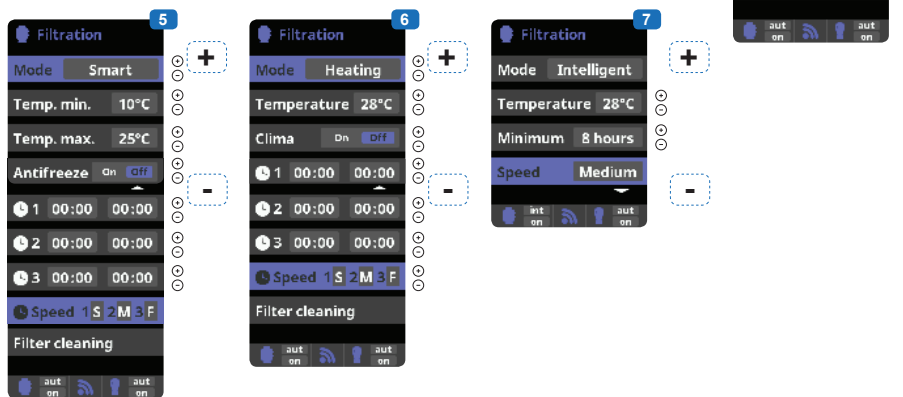 5
Filtration
Mode Smart
Temp. min. 10°C
Temp. max. 25°C
Antifreeze On Off
1 00:00 00:00
2 00:00 00:00
3 00:00 00:00
Speed 1 S 2 M 3 F
Filter cleaning
aut on aut on
+
-
6
Filtration
Mode Heating
Temperature 28°C
Clima On Off
1 00:00 00:00
2 00:00 00:00
3 00:00 00:00
Speed 1 S 2 M 3 F
Filter cleaning
aut on aut on
+
-
7
Filtration
Mode Intelligent
Temperature 28°C
Minimum 8 hours
Speed Medium
int on aut on
+
-
aut on aut on